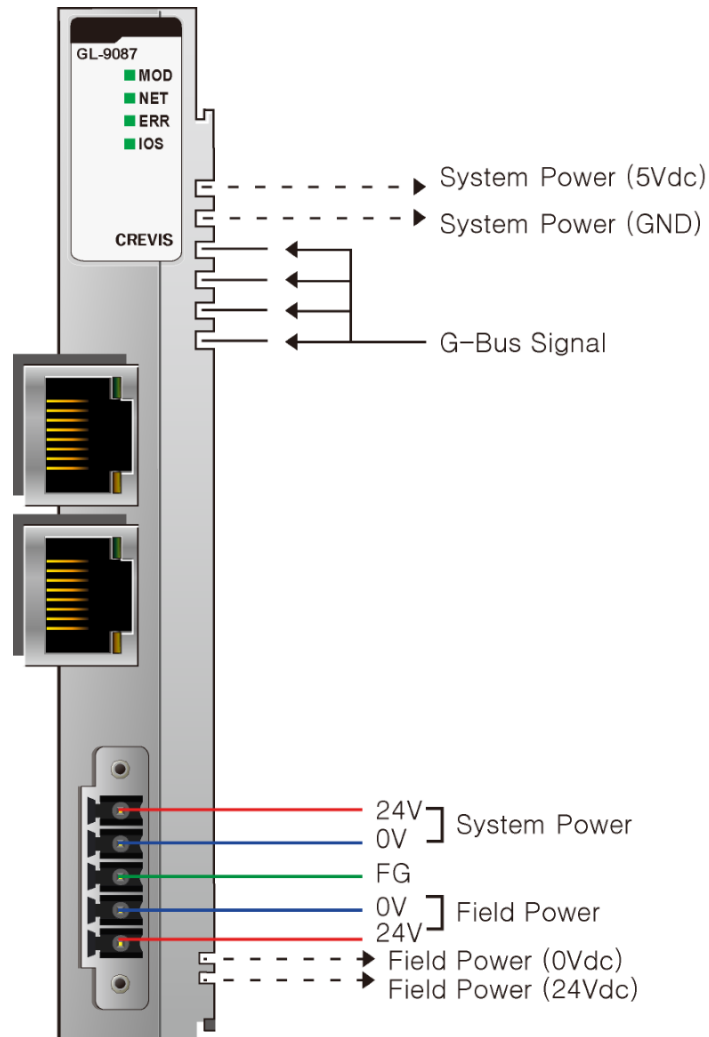 GL-9087
MOD
NET
ERR
IOS
CREVIS
System Power (5Vdc)
System Power (GND)
G-Bus Signal
24V
0V
System Power
FG
0V
24V
Field Power
Field Power (0Vdc)
Field Power (24Vdc)